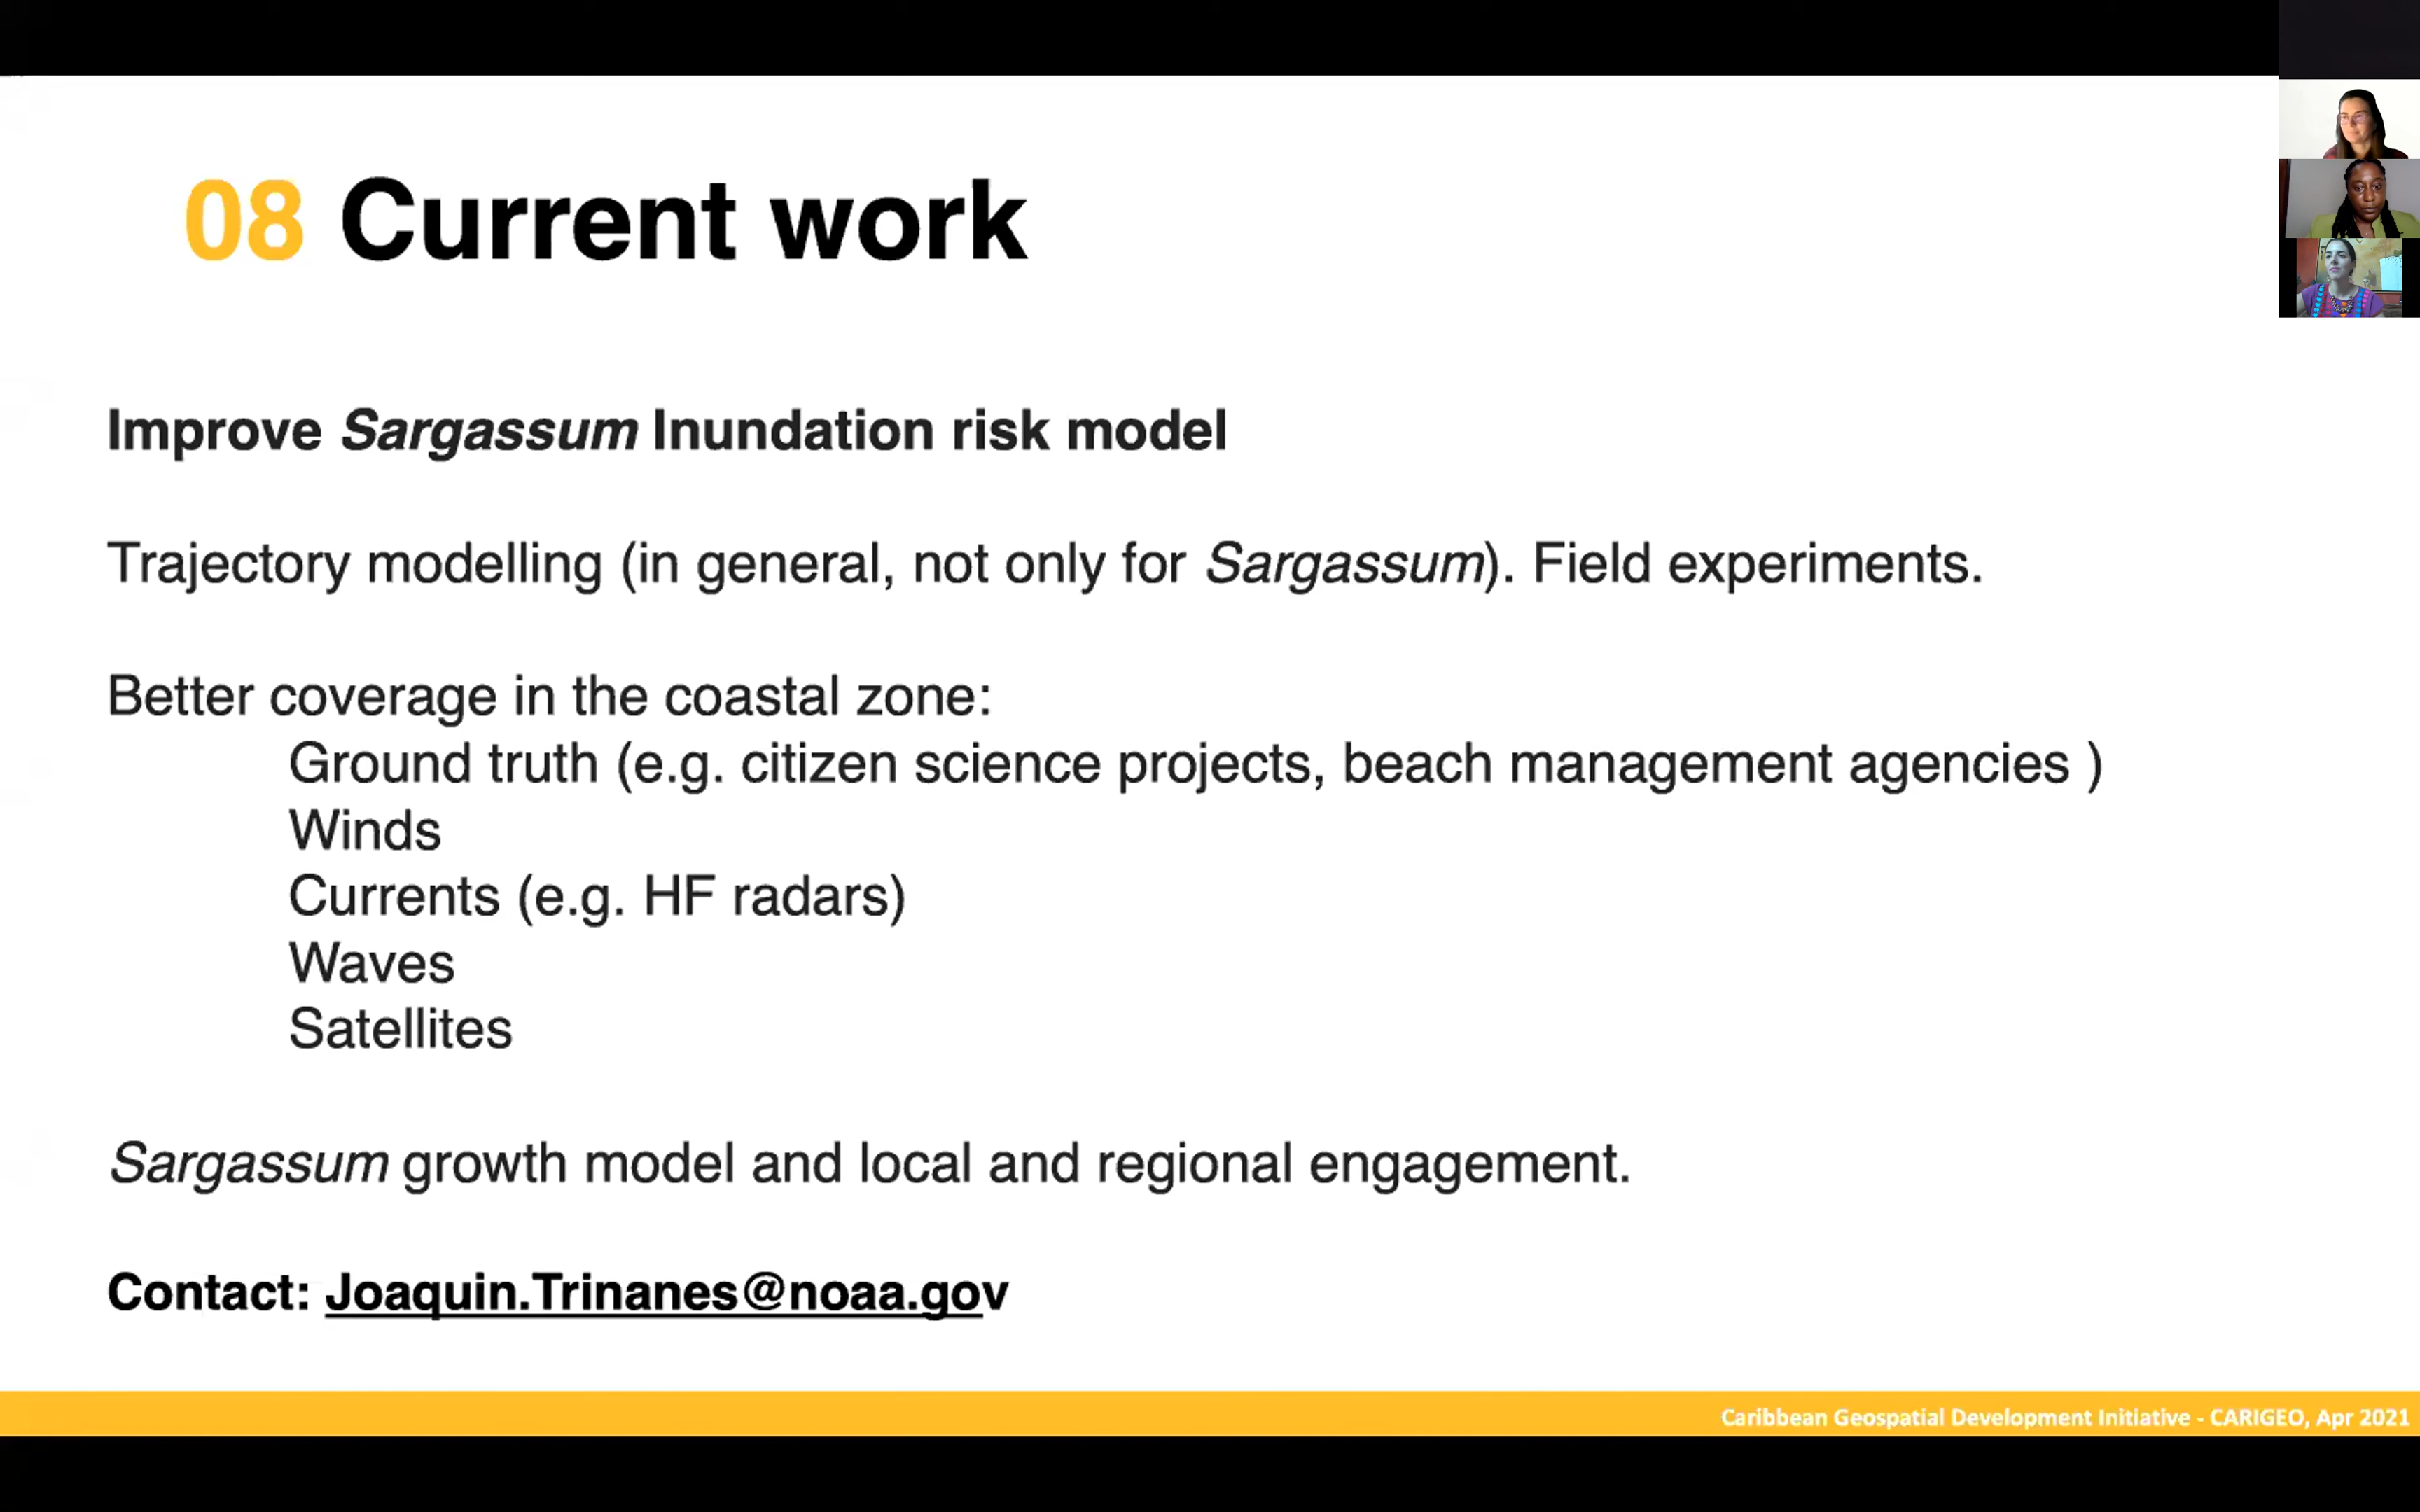 08 Current work
Improve Sargassum Inundation risk model
Trajectory modelling (in general, not only for Sargassum). Field experiments.
Better coverage in the coastal zone:
Ground truth (e.g. citizen science projects, beach management agencies )
Winds
Currents (e.g. HF radars)
Waves
Satellites
Sargassum growth model and local and regional engagement.
Contact: Joaquin.Trinanes@noaa.gov
Caribbean Geospatial Development Initiative - CARIGEO, Apr 2021